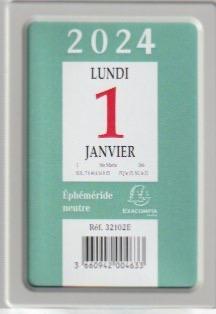 2024
LUNDI
1
JANVIER
Éphéméride
neutre
EXACOMPTA
Réf. 32102E
3 660942 004633